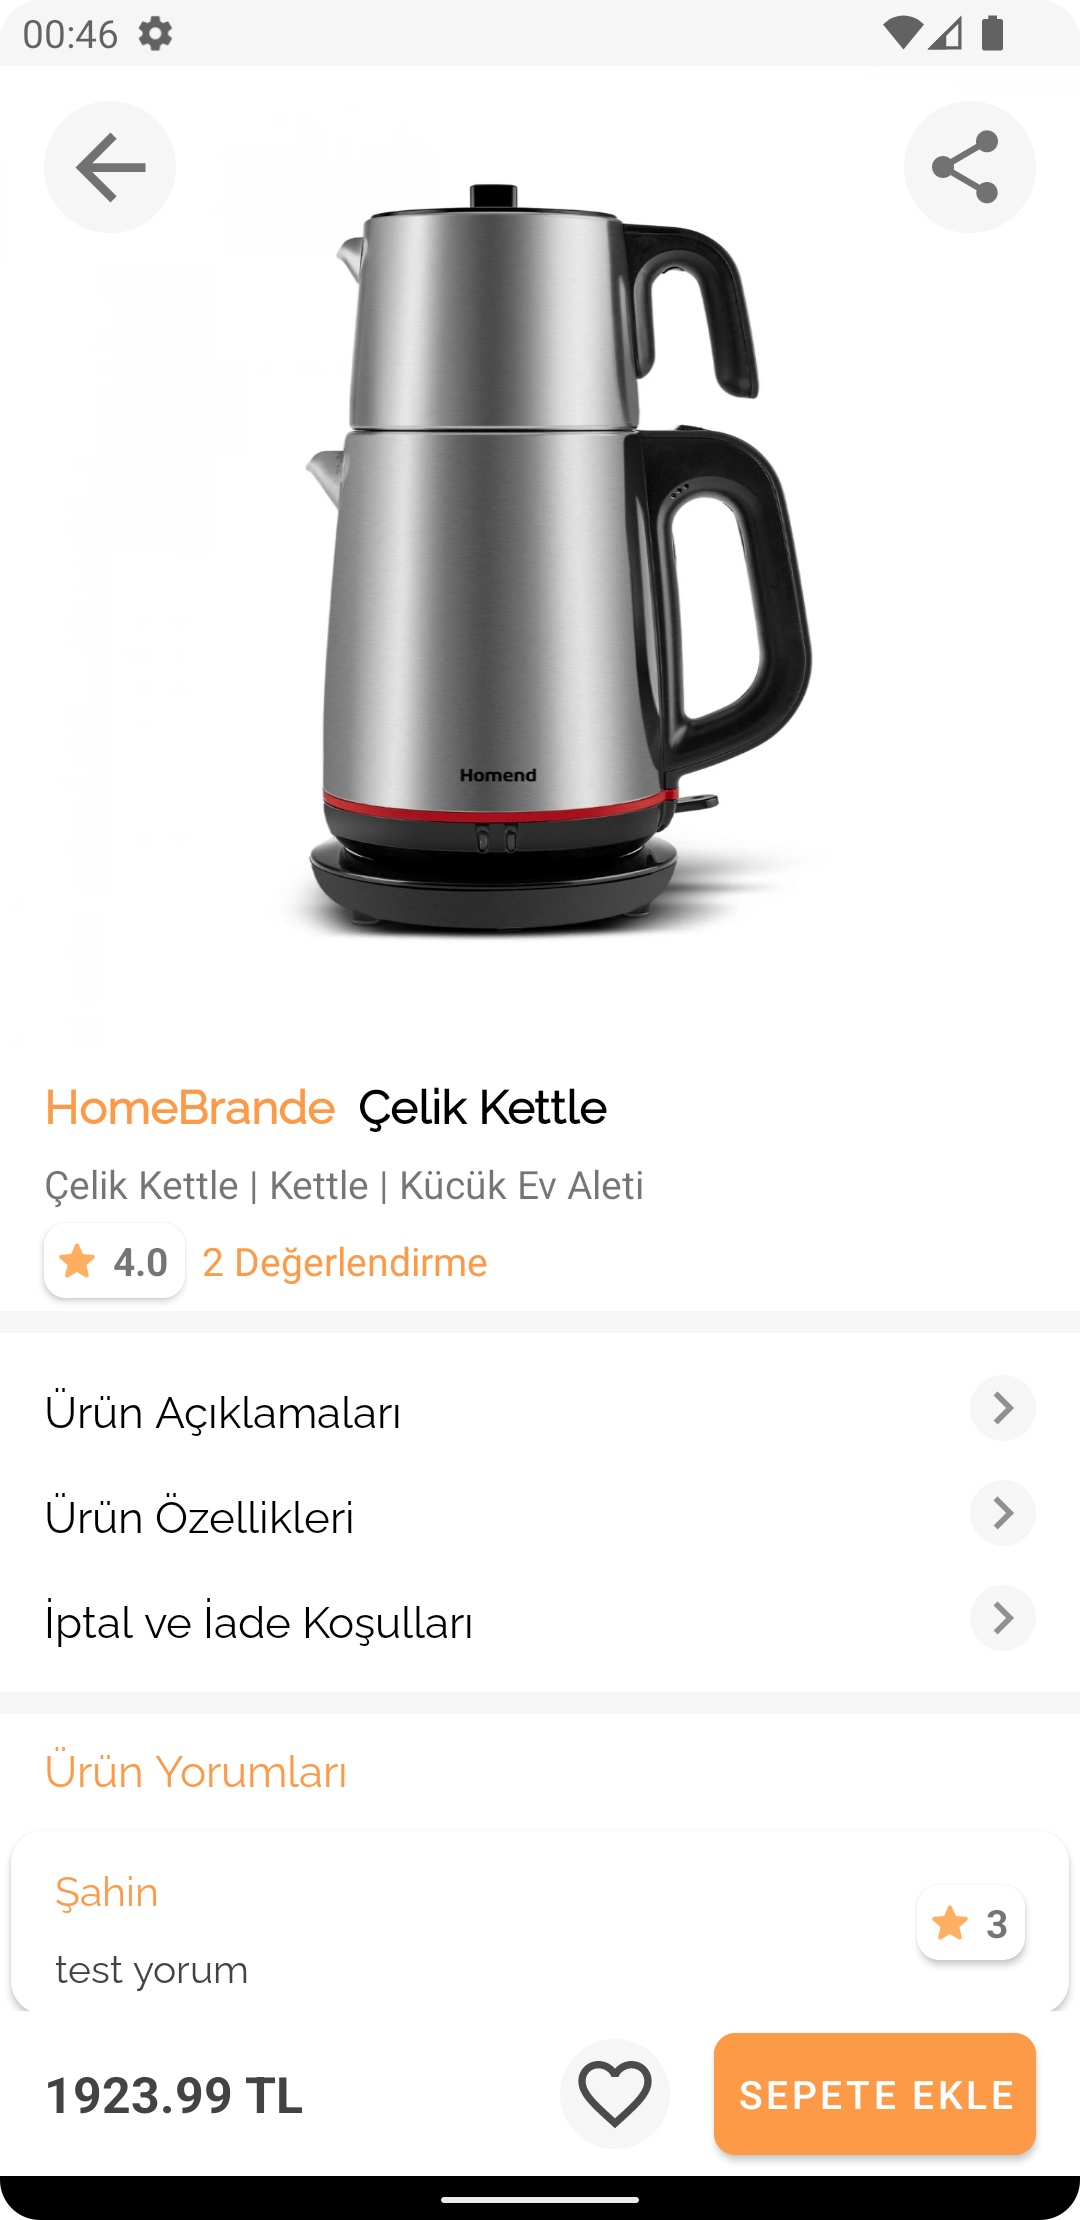 00:46
Homend
HomeBrande Çelik Kettle
Çelik Kettle | Kettle | Kücük Ev Aleti
4.0 2 Değerlendirme
Ürün Açıklamaları
Ürün Özellikleri
İptal ve İade Koşulları
Ürün Yorumları
Şahin
3
test yorum
1923.99 TL
SEPETE EKLE